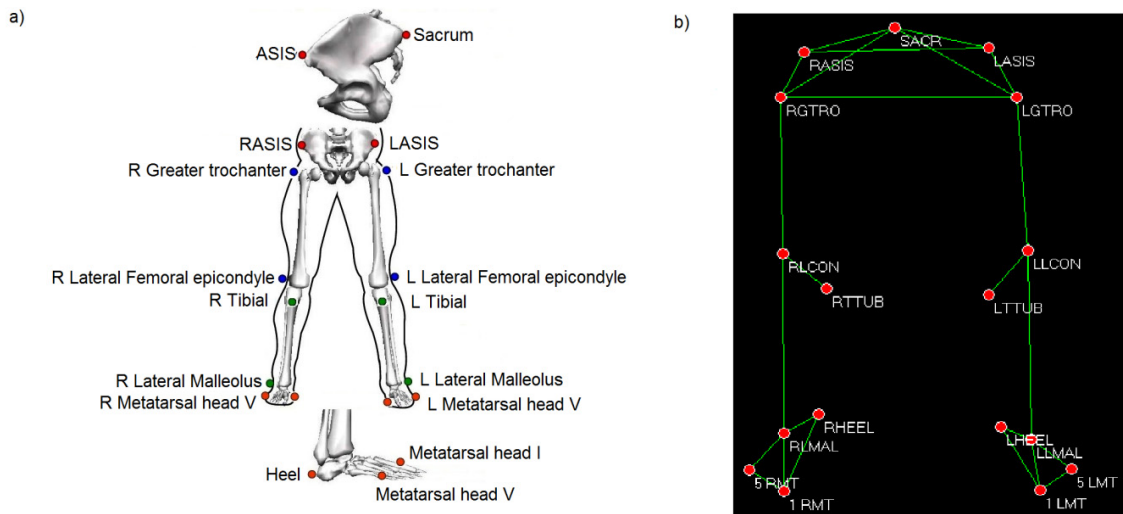 a)
ASIS
Sacrum
RASIS
LASIS
R Greater trochanter
L Greater trochanter
R Lateral Femoral epicondyle
L Lateral Femoral epicondyle
R Tibial
L Tibial
R Lateral Malleolus
L Lateral Malleolus
R Metatarsal head V
L Metatarsal head V
Metatarsal head I
Heel
Metatarsal head V
b)
SACR
RASIS
LASIS
RGTRO
LGTRO
RLCON
LLCON
RTTUB
LTTUB
RHEEL
LHEEL
RLMAL
LLMAL
5 RMT
5 LMT
1 RMT
1 LMT